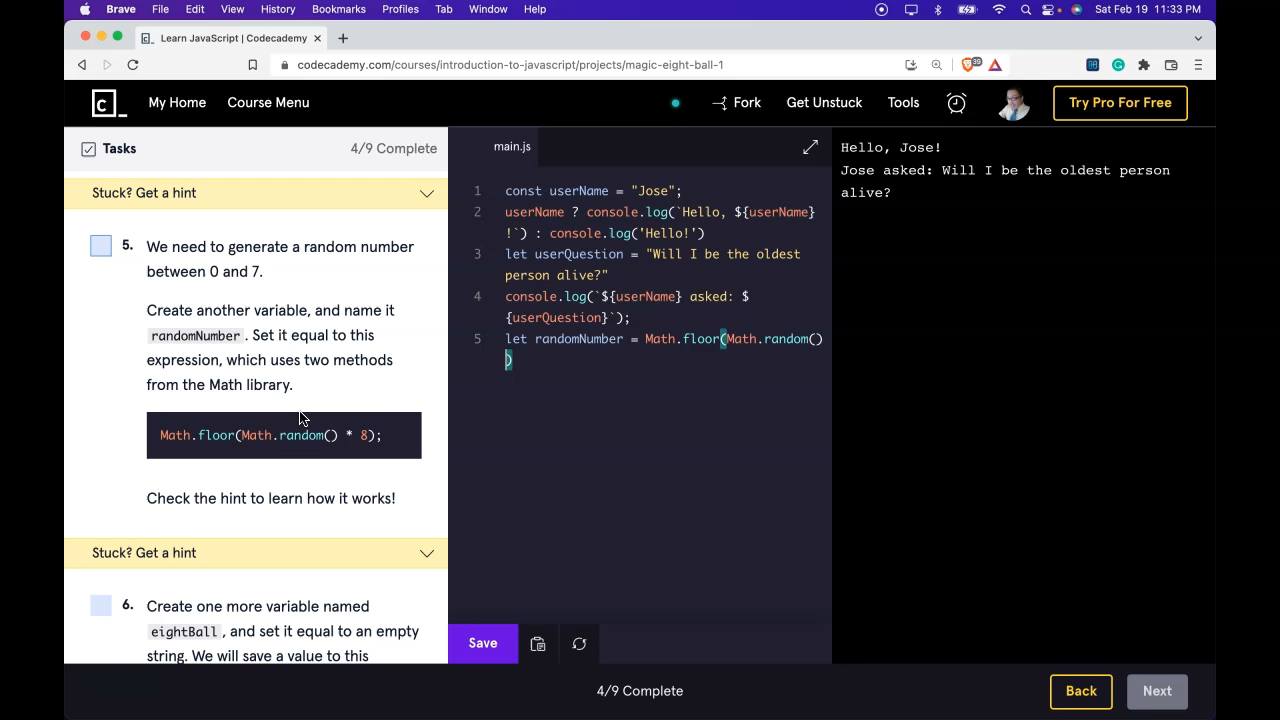 Brave File Edit View History Bookmarks Profiles Tab Window Help Sat Feb 19 11:33 PM
Learn JavaScript | Codecademy
codecademy.com/courses/introduction-to-javascript/projects/magic-eight-ball-1
39
c_ My Home Course Menu Fork Get Unstuck Tools Try Pro For Free
Tasks 4/9 Complete
Stuck? Get a hint
5. We need to generate a random number
between 0 and 7.
Create another variable, and name it
randomNumber. Set it equal to this
expression, which uses two methods
from the Math library.
Math.floor(Math.random() * 8);
Check the hint to learn how it works!
Stuck? Get a hint
6. Create one more variable named
eightBall, and set it equal to an empty
string. We will save a value to this
main.js
1 const userName = "Jose";
2 userName ? console.log(`Hello, ${userName}
!`) : console.log('Hello!')
3 let userQuestion = "Will I be the oldest
person alive?"
4 console.log(`${userName} asked: $
{userQuestion}`);
5 let randomNumber = Math.floor(Math.random()
)
Save
Hello, Jose!
Jose asked: Will I be the oldest person
alive?
4/9 Complete
Back Next